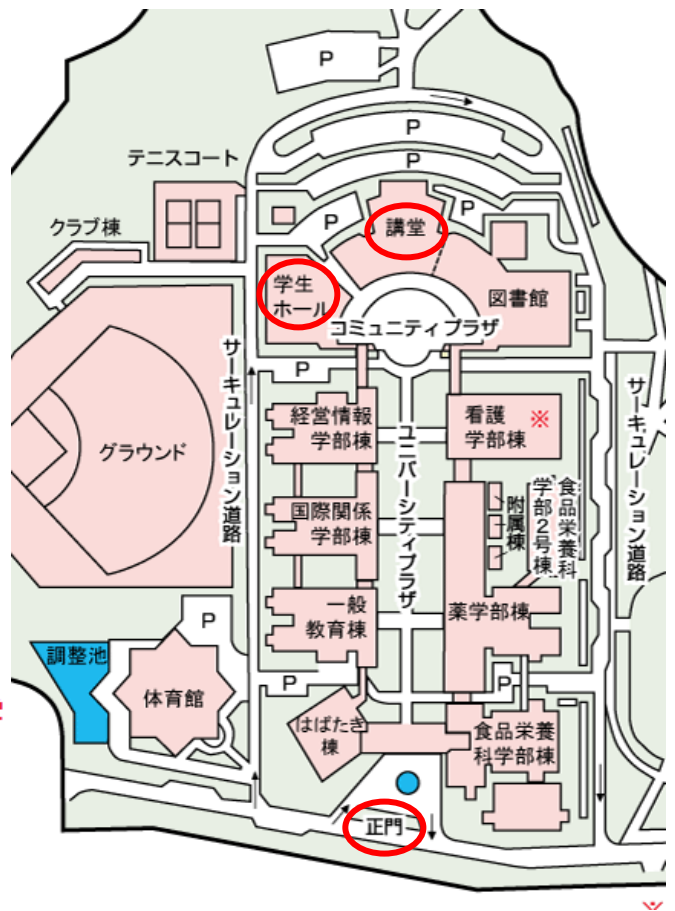 P
P
P
テニスコート
P
講堂
P
クラブ棟
学生
ホール
図書館
コミュニティプラザ
サーキュレーション道路
P
経営情報
学部棟
ユニバーシティプラザ
看護
学部棟
※
サーキュレーション道路
グラウンド
国際関係
学部棟
附属棟
食品栄養科
学部2号棟
一般
教育棟
薬学部棟
P
調整池
体育館
P
P
はばたき
棟
食品栄養
科学部棟
正門